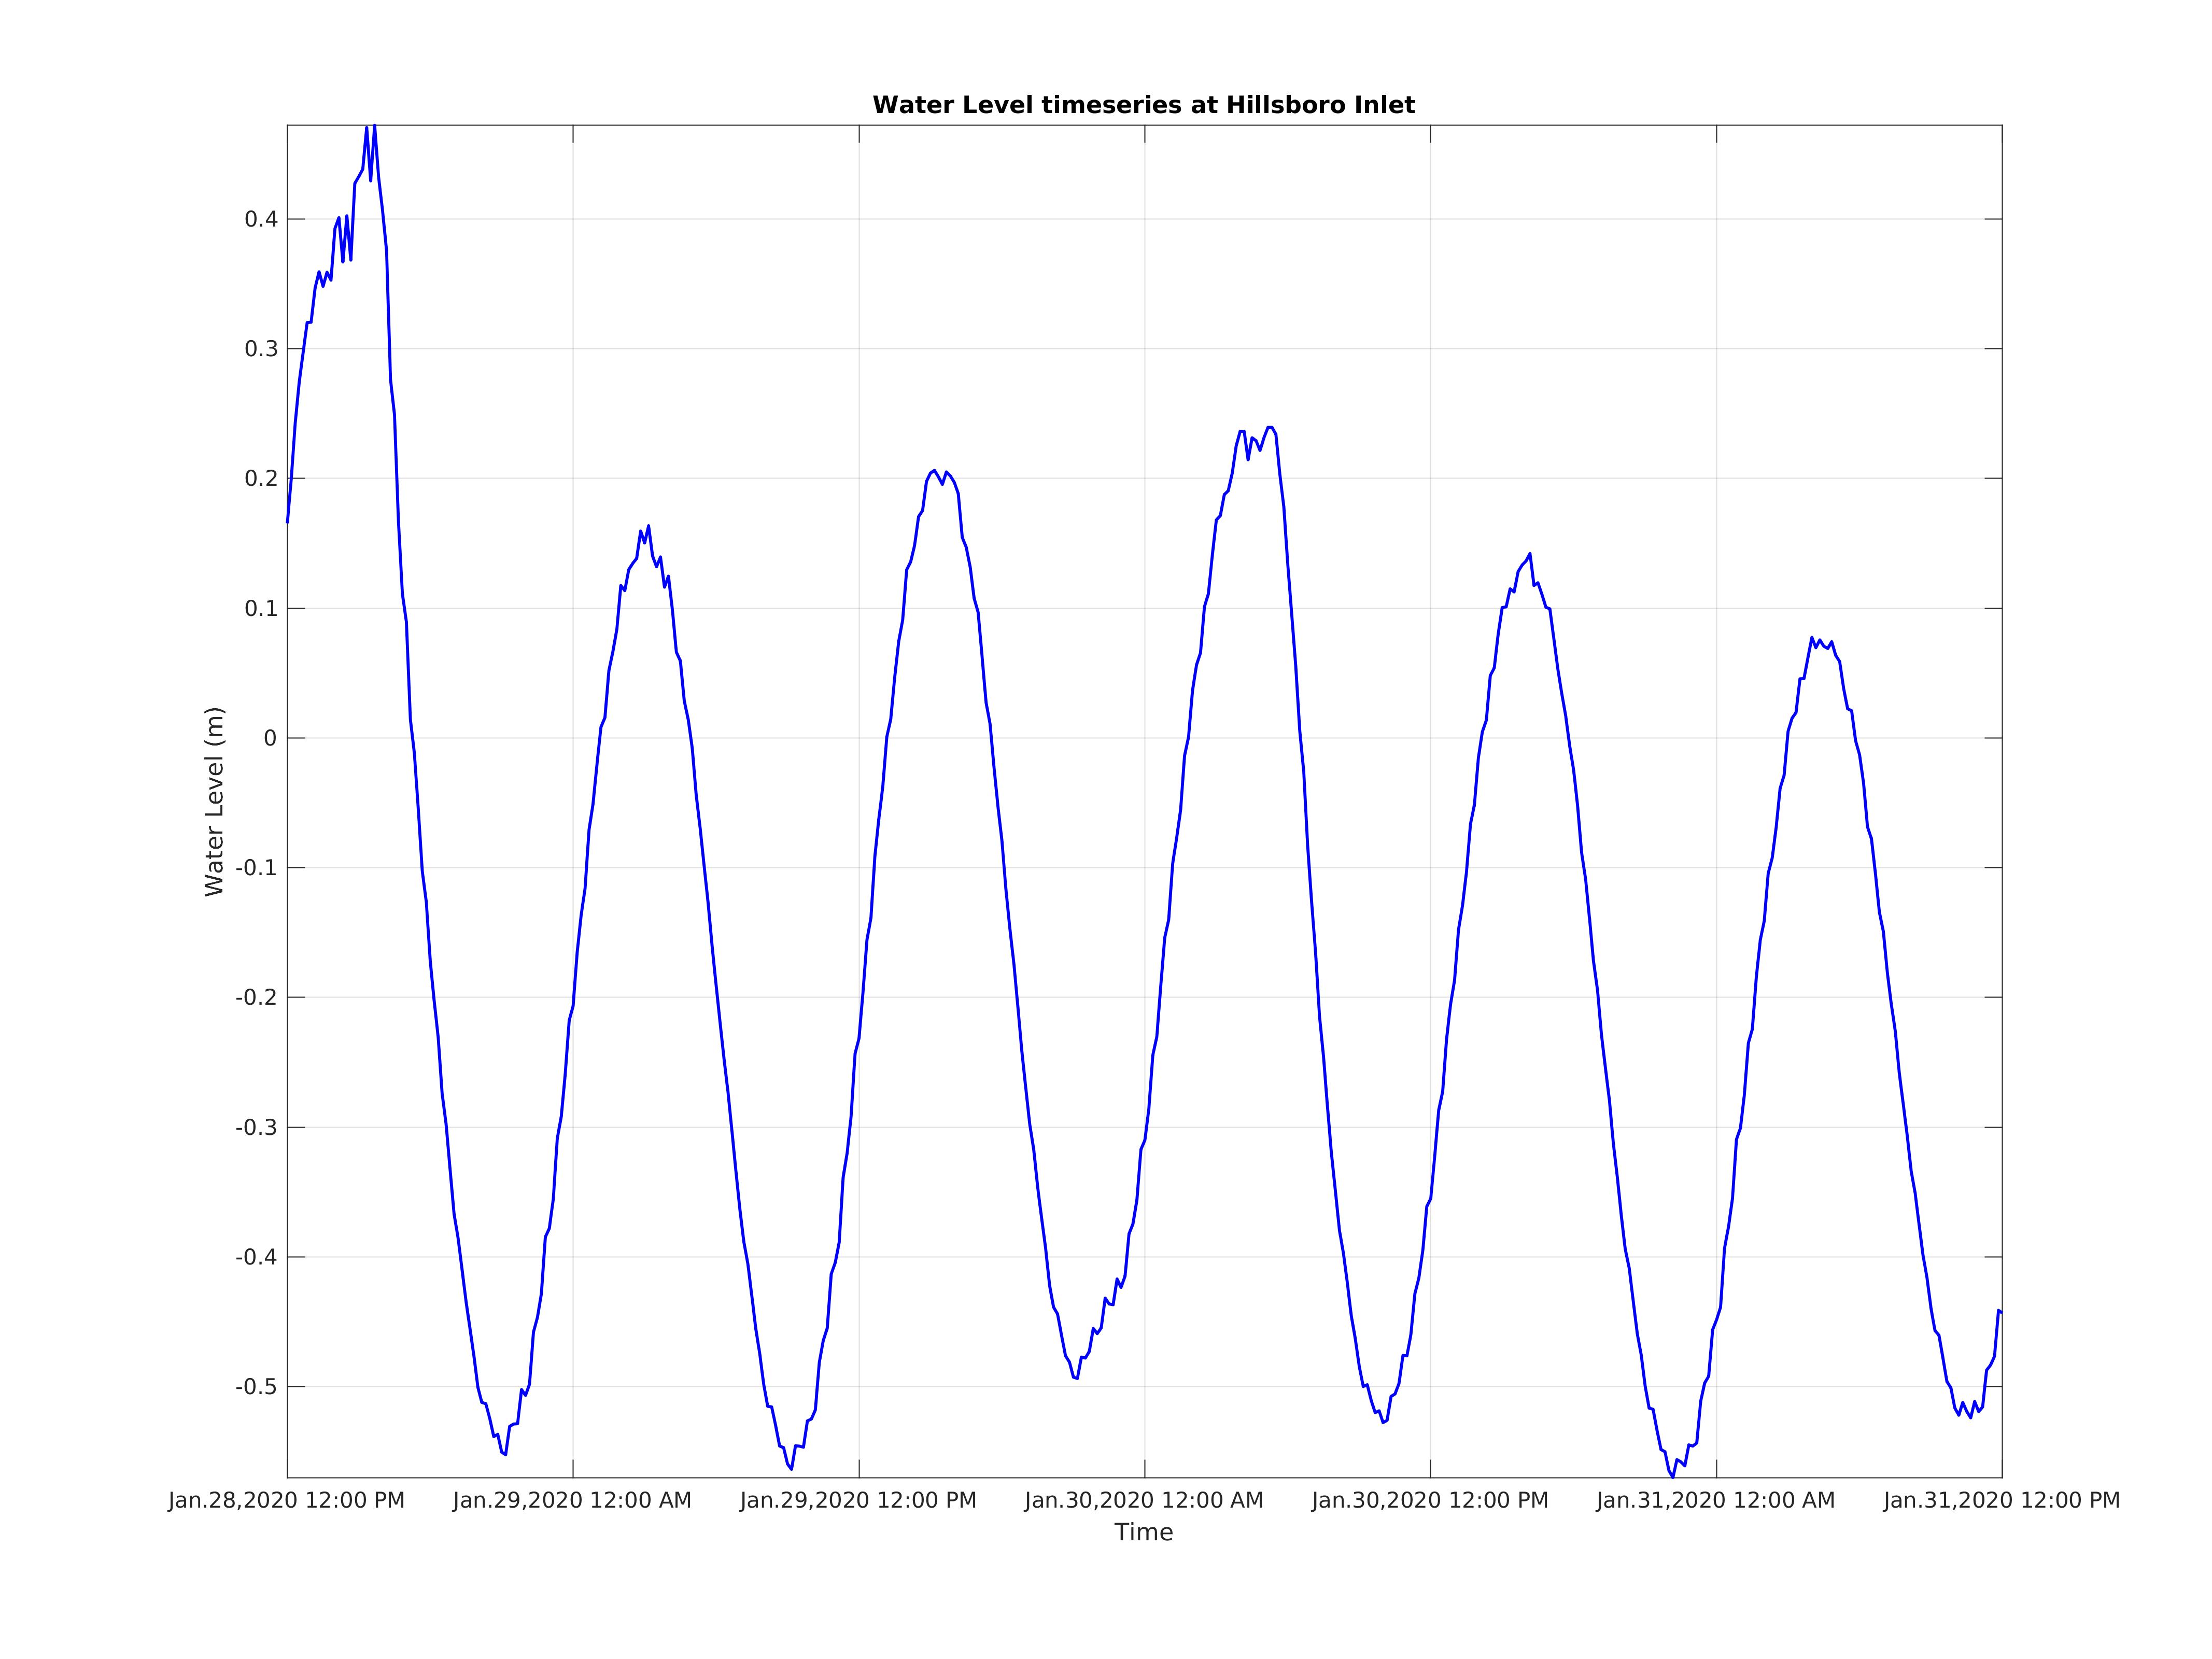 Water Level timeseries at Hillsboro Inlet
0.4
0.3
0.2
0.1
0
-0.1
-0.2
-0.3
-0.4
-0.5
Water Level (m)
Jan.28,2020 12:00 PM
Jan.29,2020 12:00 AM
Jan.29,2020 12:00 PM
Jan.30,2020 12:00 AM
Jan.30,2020 12:00 PM
Jan.31,2020 12:00 AM
Jan.31,2020 12:00 PM
Time